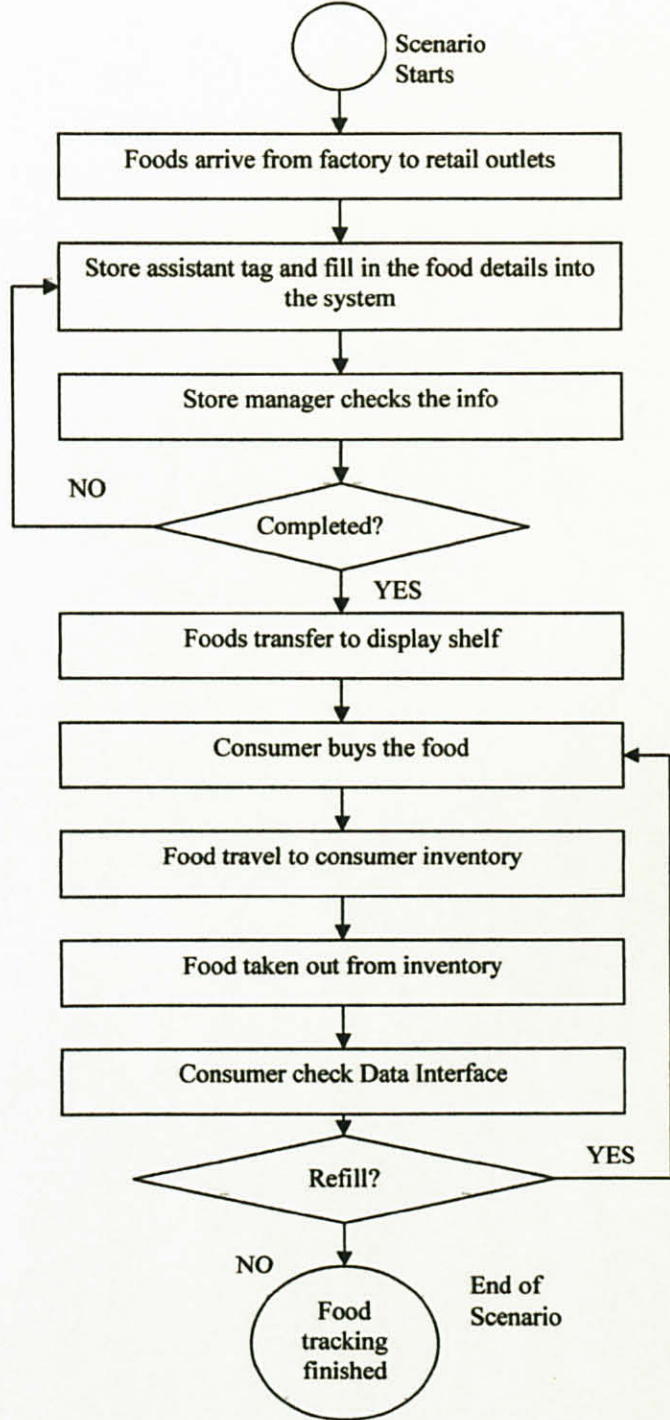 Scenario
Starts
Foods arrive from factory to retail outlets
Store assistant tag and fill in the food details into
the system
Store manager checks the info
NO
Completed?
YES
Foods transfer to display shelf
Consumer buys the food
Food travel to consumer inventory
Food taken out from inventory
Consumer check Data Interface
Refill?
YES
NO
Food
tracking
finished
End of
Scenario